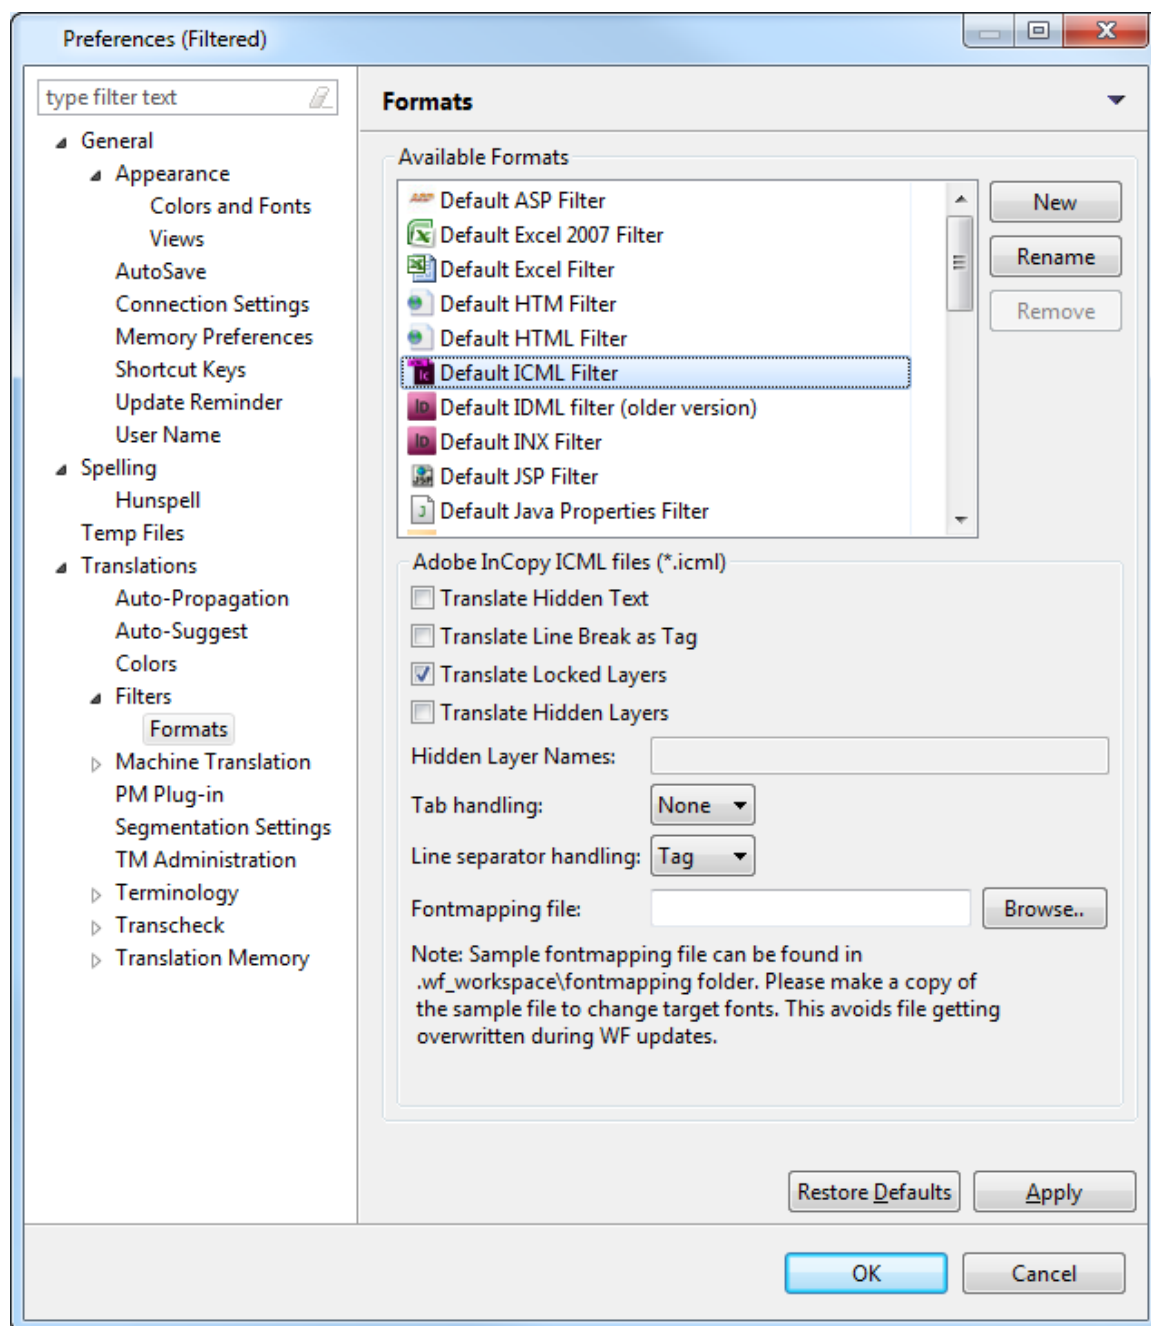 Preferences (Filtered)
type filter text
General
Appearance
Colors and Fonts
Views
AutoSave
Connection Settings
Memory Preferences
Shortcut Keys
Update Reminder
User Name
Spelling
Hunspell
Temp Files
Translations
Auto-Propagation
Auto-Suggest
Colors
Filters
Formats
Machine Translation
PM Plug-in
Segmentation Settings
TM Administration
Terminology
Transcheck
Translation Memory
Formats
Available Formats
Default ASP Filter
Default Excel 2007 Filter
Default Excel Filter
Default HTM Filter
Default HTML Filter
Default ICML Filter
Default IDML filter (older version)
Default INX Filter
Default JSP Filter
Default Java Properties Filter
New
Rename
Remove
Adobe InCopy ICML files (*.icml)
Translate Hidden Text
Translate Line Break as Tag
Translate Locked Layers
Translate Hidden Layers
Hidden Layer Names:
Tab handling: None
Line separator handling: Tag
Fontmapping file: Browse..
Note: Sample fontmapping file can be found in
.wf_workspace\fontmapping folder. Please make a copy of
the sample file to change target fonts. This avoids file getting
overwritten during WF updates.
Restore Defaults Apply
OK Cancel